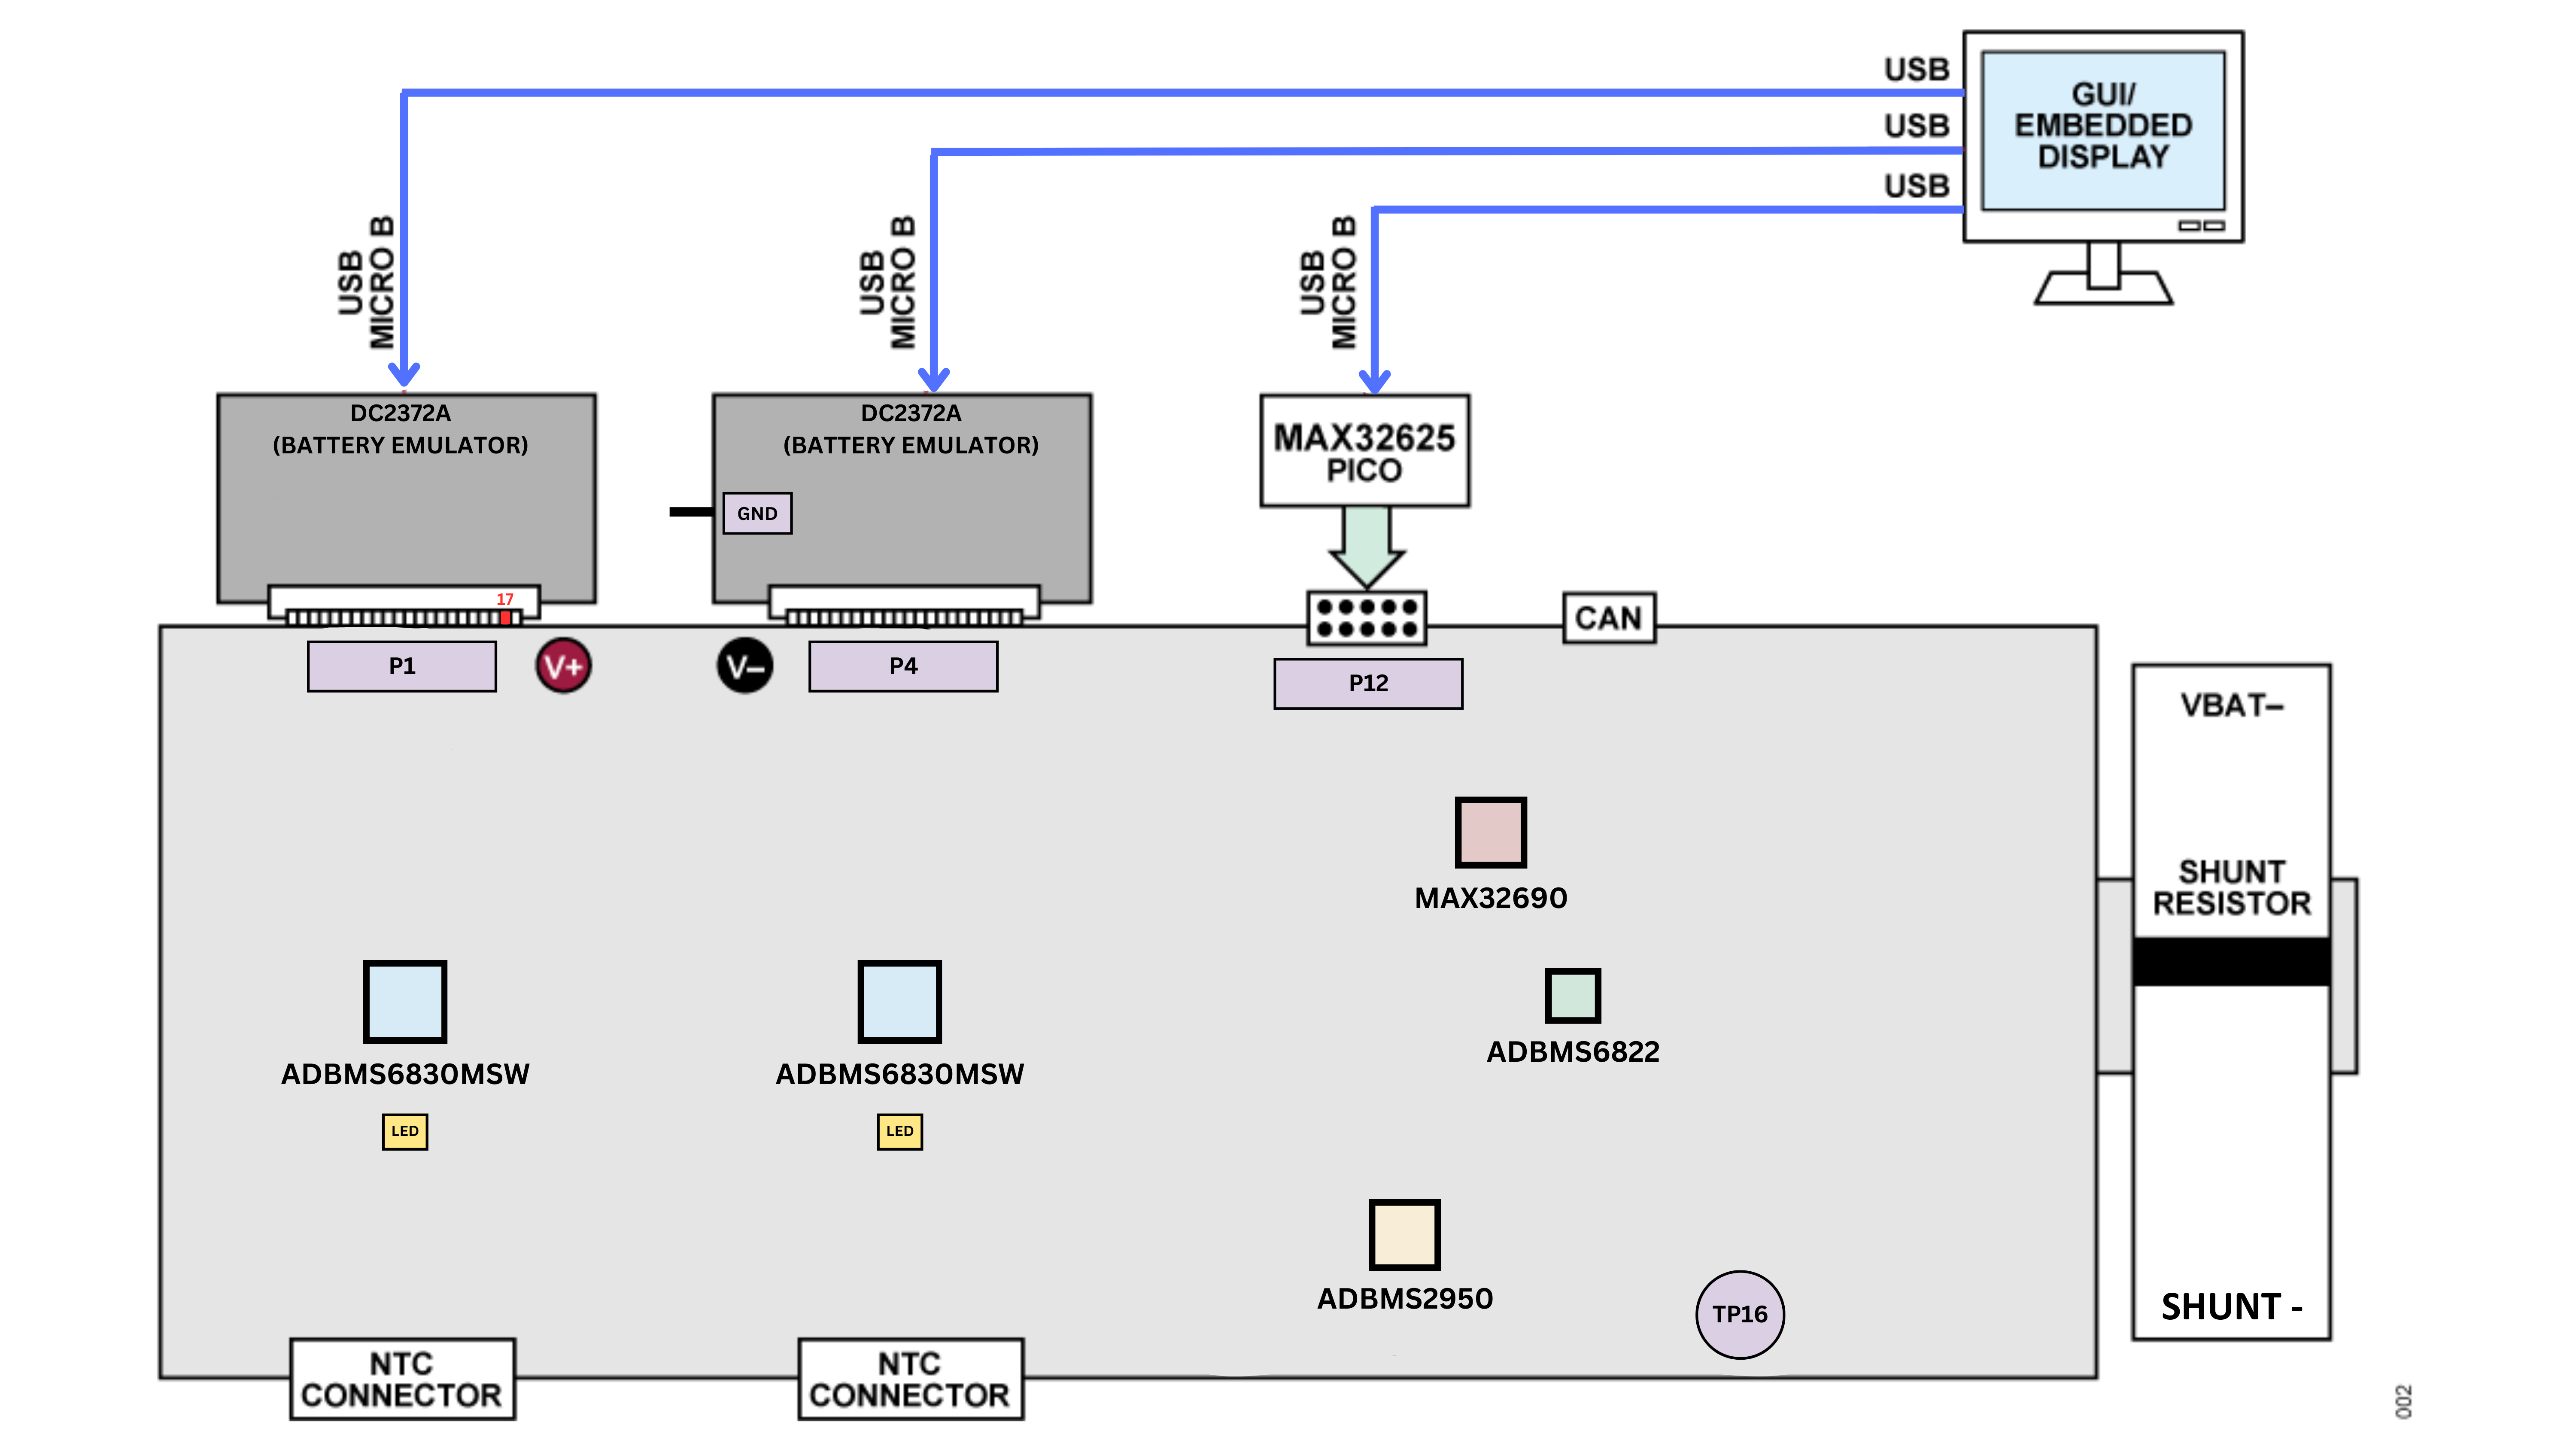 USB
GUI/
EMBEDDED
DISPLAY
USB
USB
USB
MICRO B
USB
MICRO B
USB
MICRO B
DC2372A
(BATTERY EMULATOR)
DC2372A
(BATTERY EMULATOR)
GND
MAX32625
PICO
17
CAN
P1
V+
V–
P4
P12
VBAT–
SHUNT
RESISTOR
MAX32690
ADBMS6830MSW
ADBMS6830MSW
ADBMS6822
LED
LED
ADBMS2950
TP16
SHUNT -
NTC
CONNECTOR
NTC
CONNECTOR
002